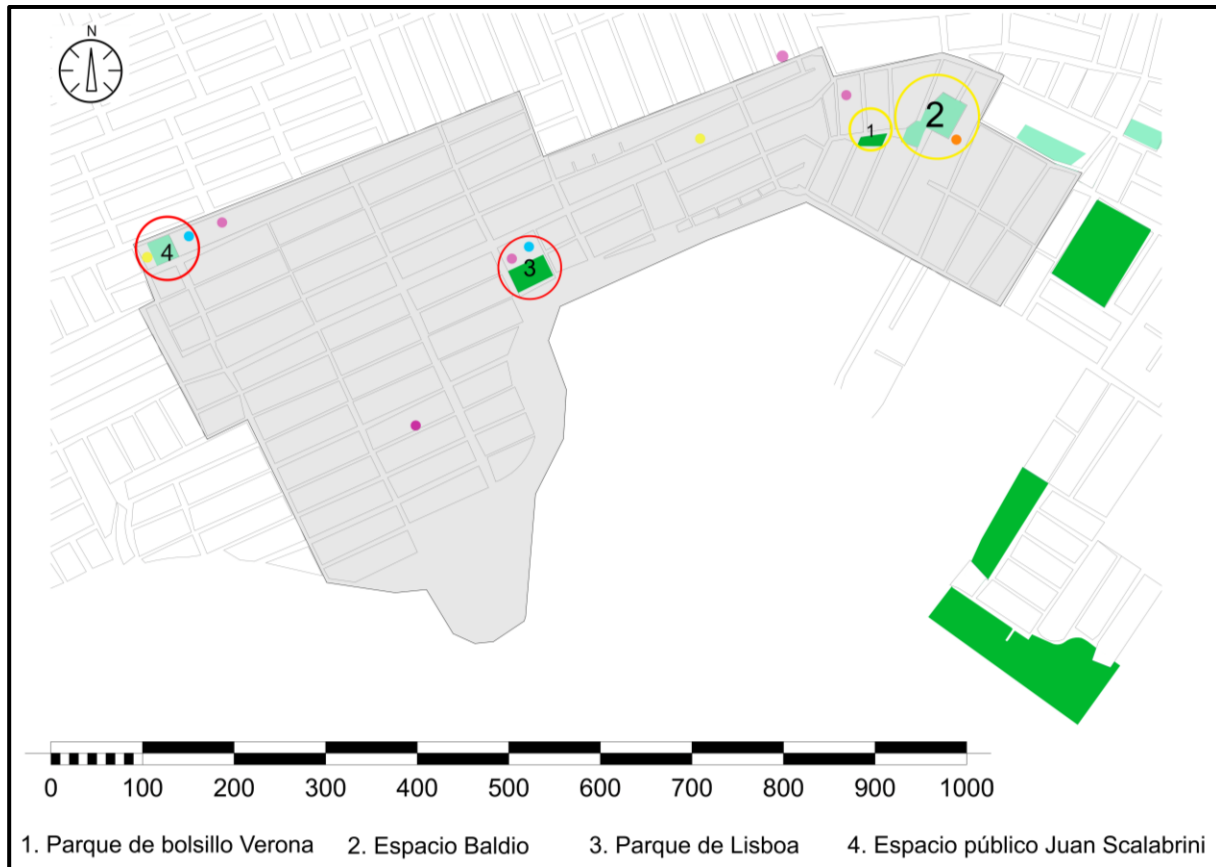 N
1
2
3
4
0 100 200 300 400 500 600 700 800 900 1000
1. Parque de bolsillo Verona 2. Espacio Baldio 3. Parque de Lisboa 4. Espacio público Juan Scalabrini